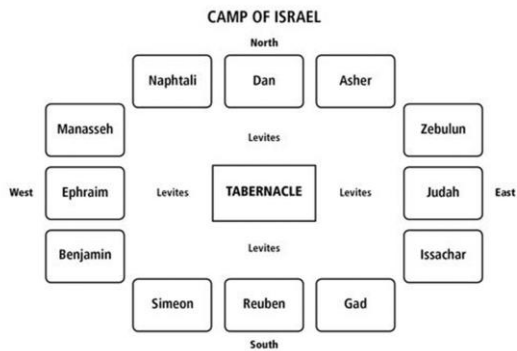 CAMP OF ISRAEL
North
Naphtali
Dan
Asher
Manasseh
Levites
Zebulun
West
Ephraim
Levites
TABERNACLE
Levites
Judah
East
Benjamin
Levites
Issachar
Simeon
Reuben
Gad
South